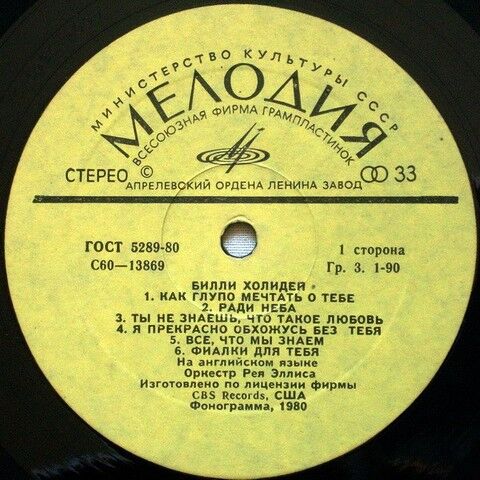 МИНИСТЕРСТВО КУЛЬТУРЫ СССР
МЕЛОДИЯ
ВСЕСОЮЗНАЯ ФИРМА ГРАМПЛАСТИНОК
СТЕРЕО © 33
АПРЕЛЕВСКИЙ ОРДЕНА ЛЕНИНА ЗАВОД
ГОСТ 5289-80 1 сторона
С60—13869 Гр. 3. 1-90
БИЛЛИ ХОЛИДЕЙ
1. КАК ГЛУПО МЕЧТАТЬ О ТЕБЕ
2. РАДИ НЕБА
3. ТЫ НЕ ЗНАЕШЬ, ЧТО ТАКОЕ ЛЮБОВЬ
4. Я ПРЕКРАСНО ОБХОЖУСЬ БЕЗ ТЕБЯ
5. ВСЕ, ЧТО МЫ ЗНАЕМ
6. ФИАЛКИ ДЛЯ ТЕБЯ
На английском языке
Оркестр Рея Эллиса
Изготовлено по лицензии фирмы
CBS Records, США
Фонограмма, 1980